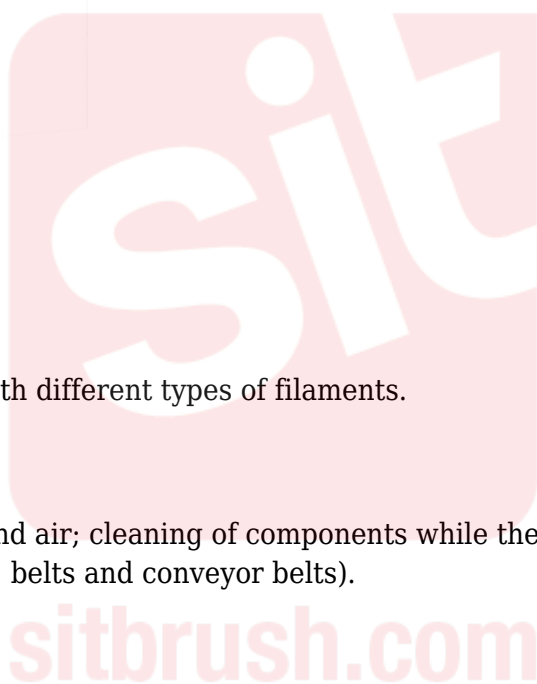 sit
th different types of filaments.
nd air; cleaning of components while the
belts and conveyor belts).
sitbrush.com